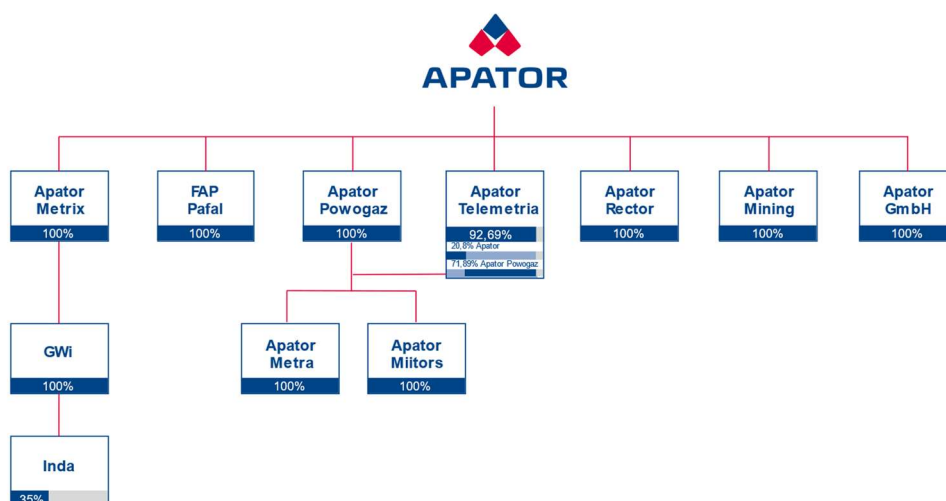 APATOR
Apator
Metrix
100%
FAP
Pafal
100%
Apator
Powogaz
100%
Apator
Telemetria
92,69%
20,8% Apator
71,89% Apator Powogaz
Apator
Rector
100%
Apator
Mining
100%
Apator
GmbH
100%
GWi
100%
Apator
Metra
100%
Apator
Miitors
100%
Inda
35%